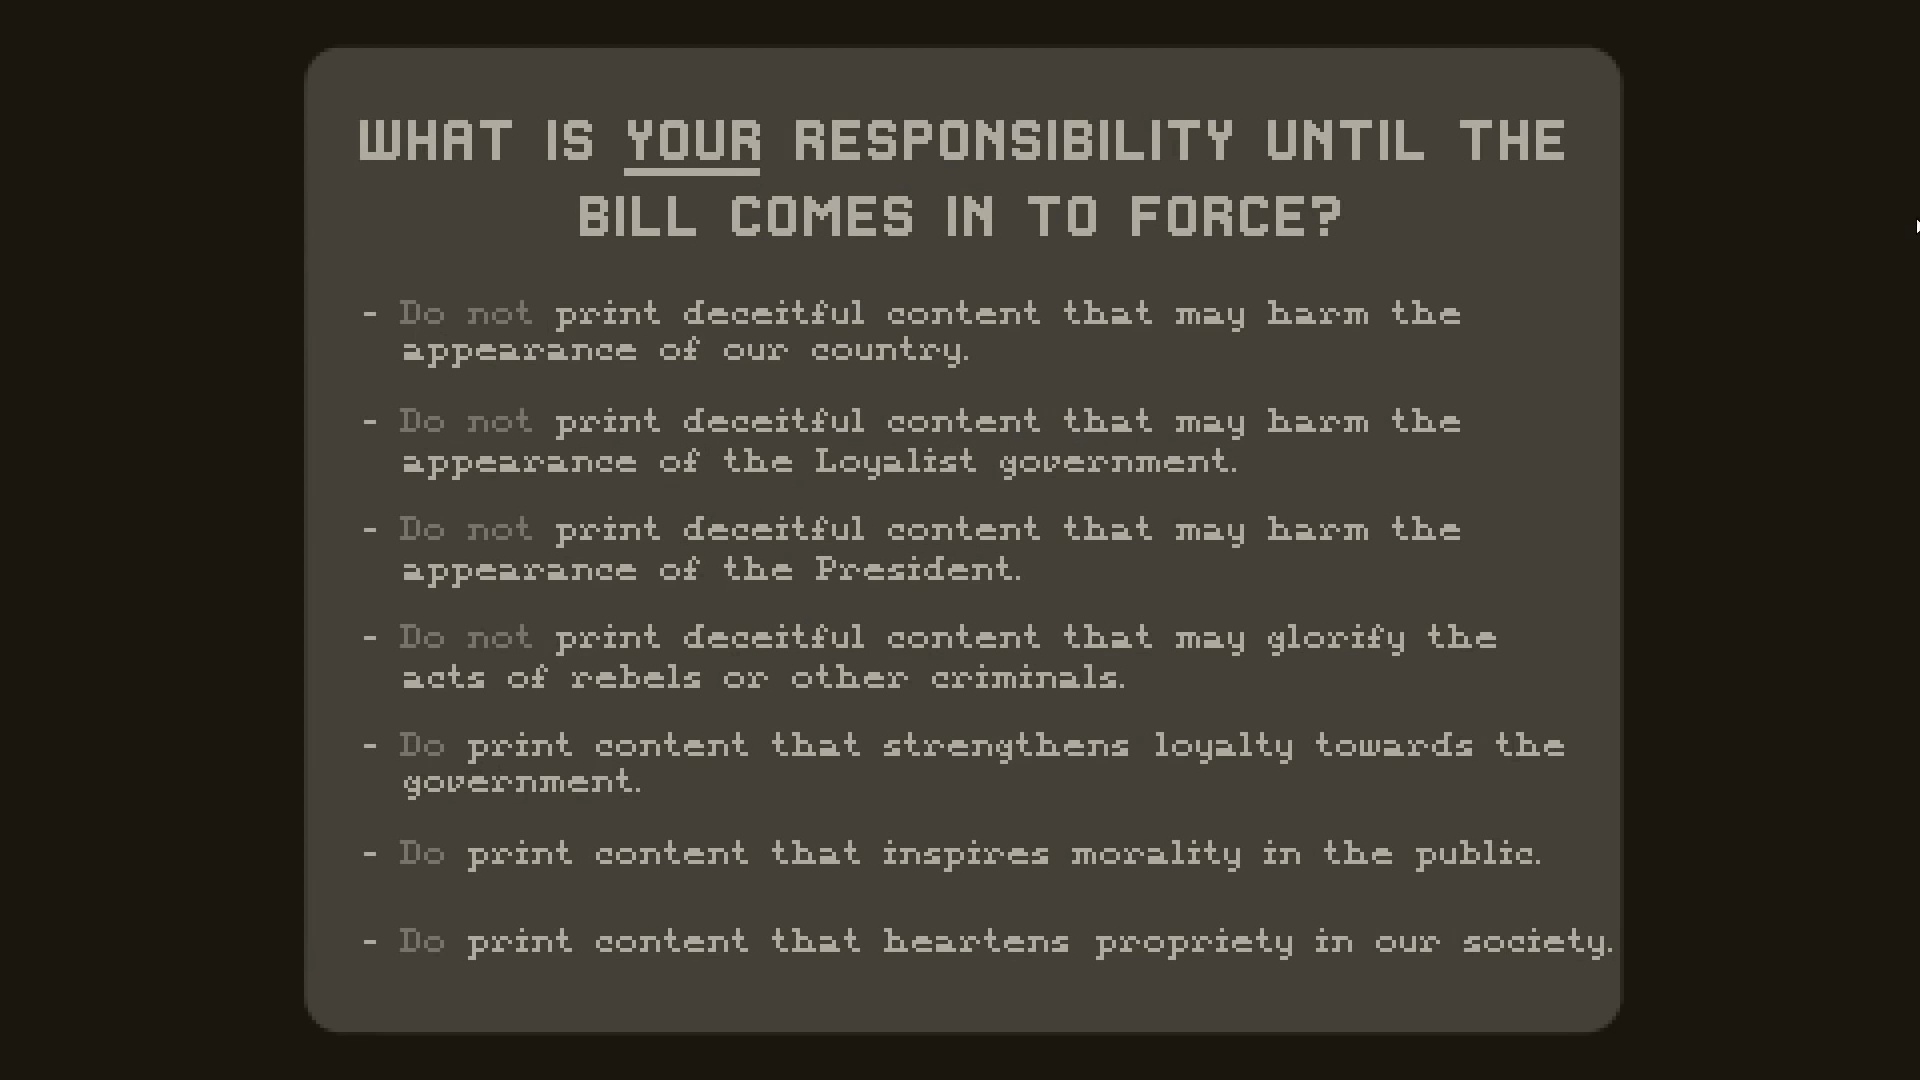 WHAT IS YOUR RESPONSIBILITY UNTIL THE
BILL COMES IN TO FORCE?
- Do not print deceitful content that may harm the
appearance of our country.
- Do not print deceitful content that may harm the
appearance of the Loyalist government.
- Do not print deceitful content that may harm the
appearance of the President.
- Do not print deceitful content that may glorify the
acts of rebels or other criminals.
- Do print content that strengthens loyalty towards the
government.
- Do print content that inspires morality in the public.
- Do print content that heartens propriety in our society.